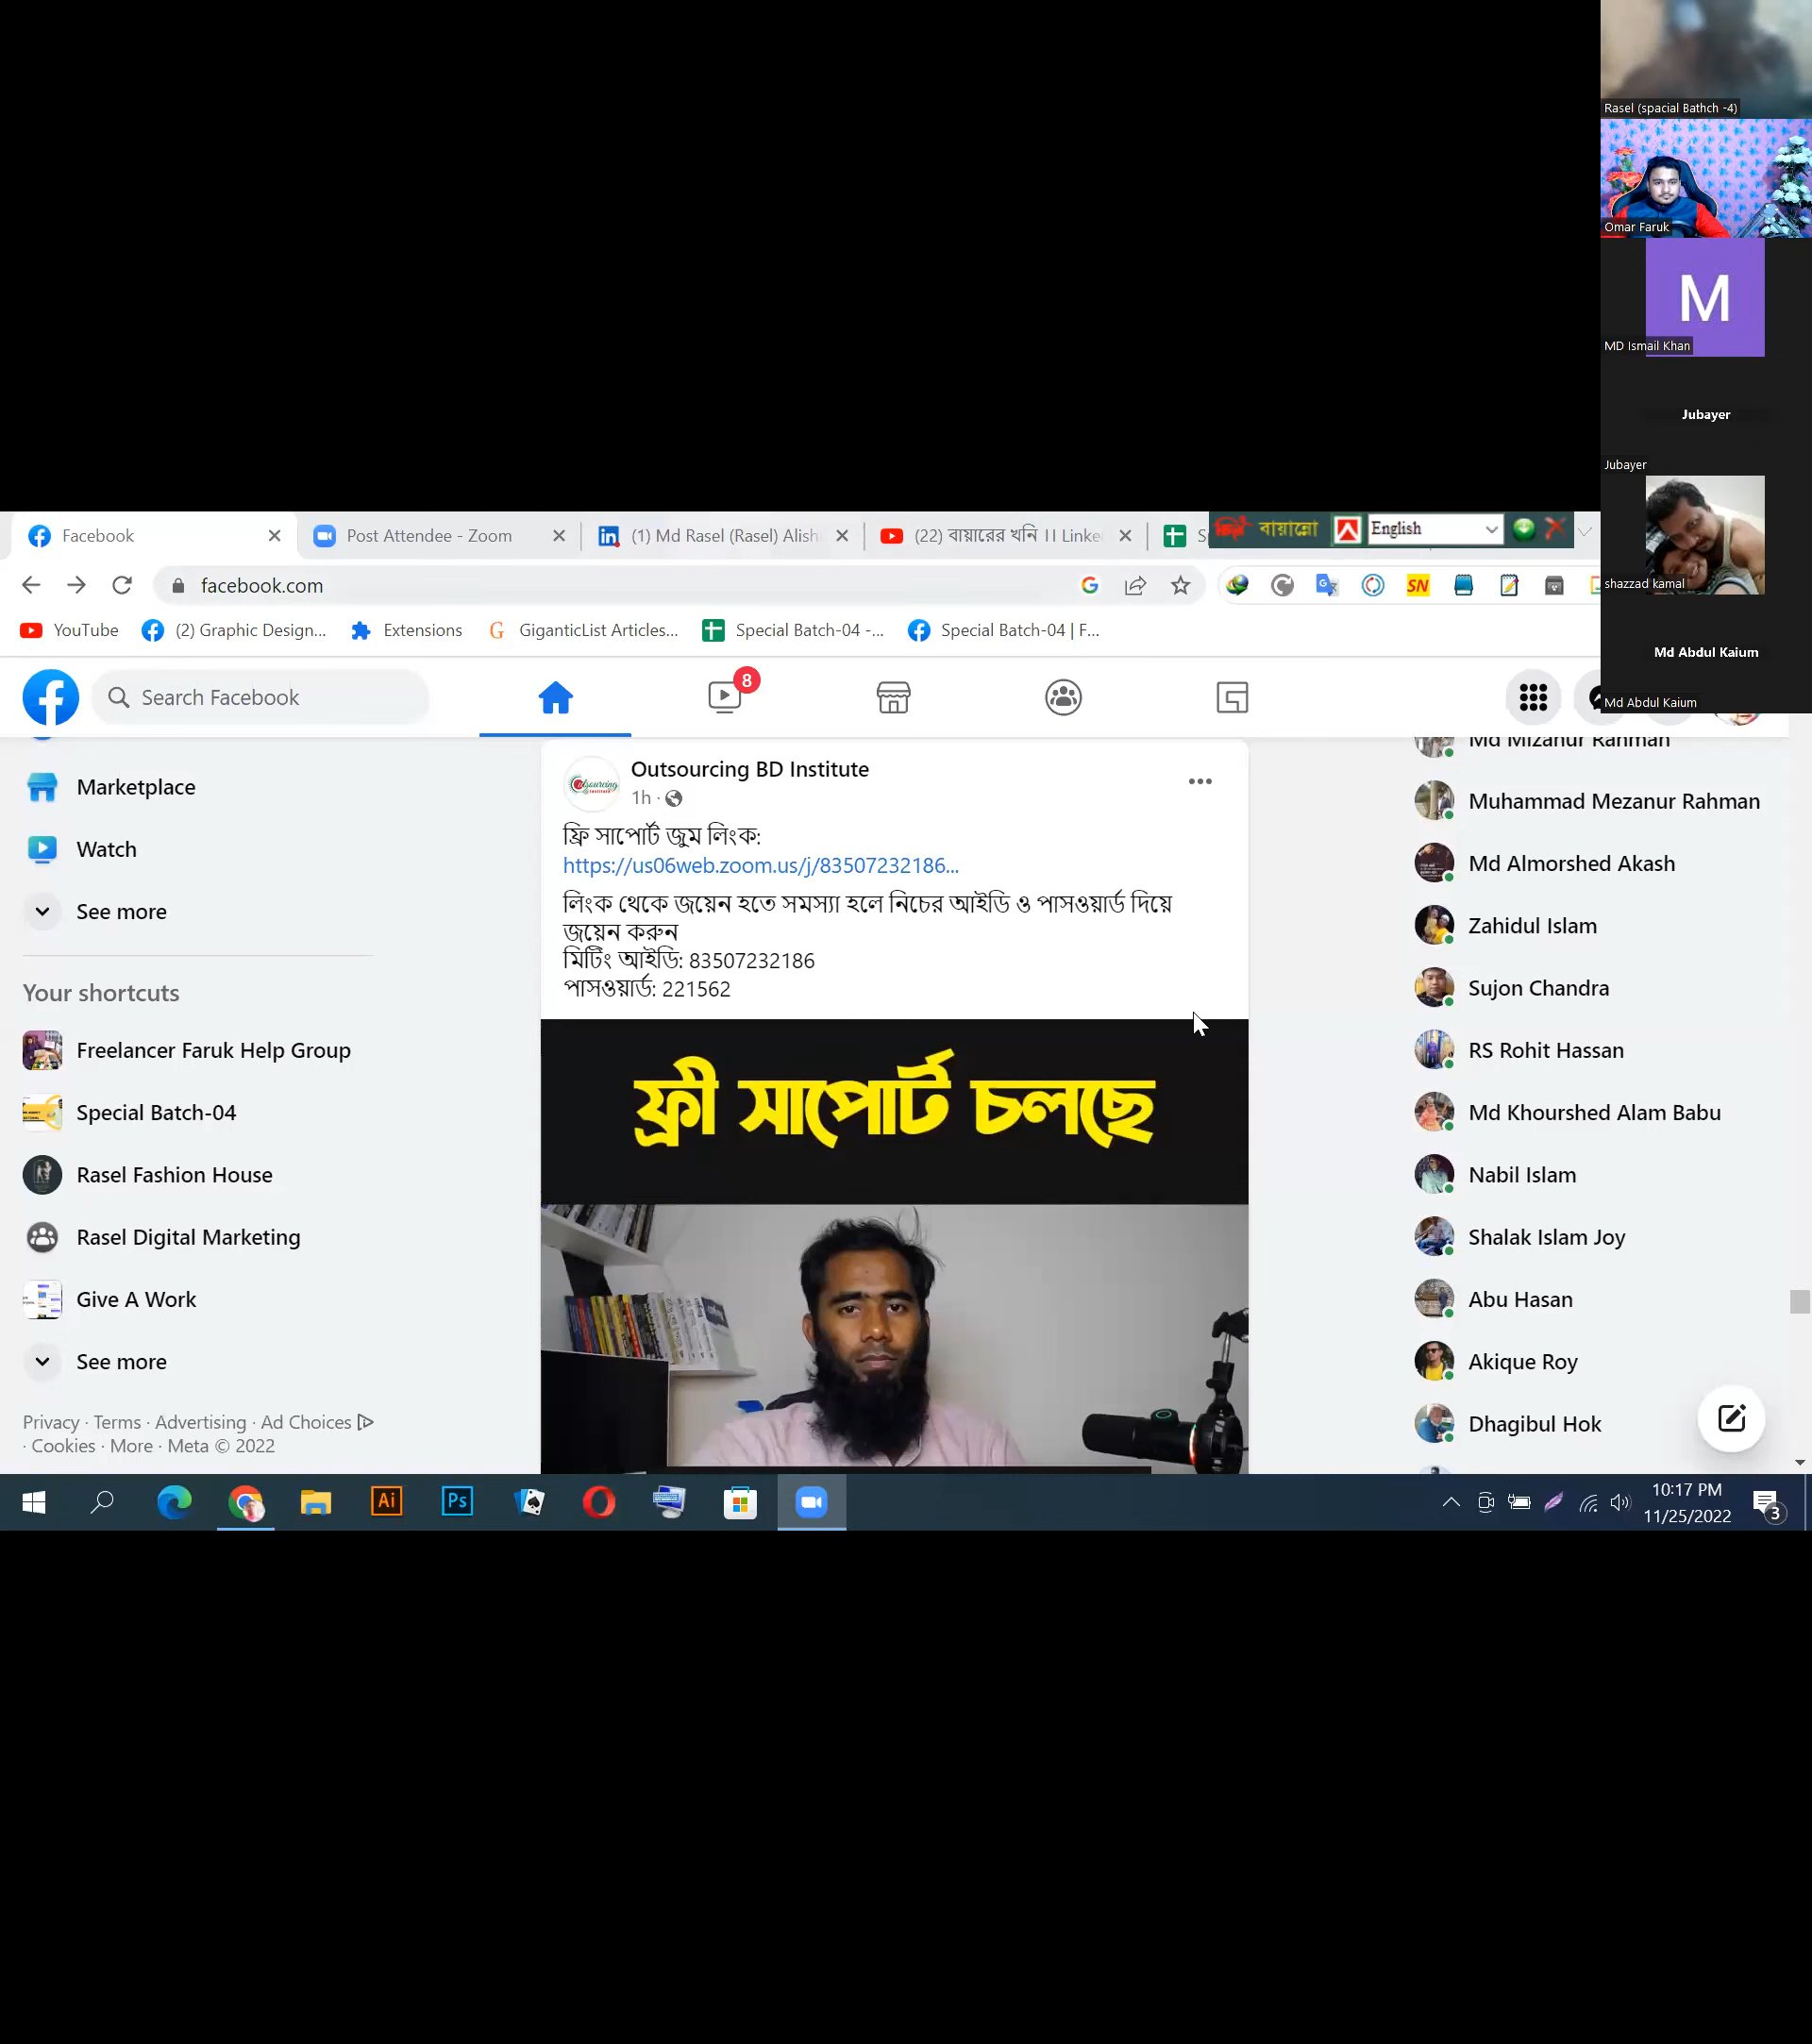 Rasel (spacial Bathch -4)
Omar Faruk
M
MD Ismail Khan
Jubayer
Jubayer
shazzad kamal
Md Abdul Kaium
Md Abdul Kaium
Facebook
Post Attendee - Zoom
(1) Md Rasel (Rasel) Alish
(22) বায়ারের খনি ।। Linke
বায়ান্নো
English
facebook.com
SN
YouTube
(2) Graphic Design...
Extensions
GiganticList Articles...
Special Batch-04 -...
Special Batch-04 | F...
Search Facebook
8
Marketplace
Watch
See more
Your shortcuts
Freelancer Faruk Help Group
Special Batch-04
Rasel Fashion House
Rasel Digital Marketing
Give A Work
See more
Privacy · Terms · Advertising · Ad Choices
· Cookies · More · Meta © 2022
Outsourcing BD Institute
1h ·
ফ্রি সাপোর্ট জুম লিংক:
https://us06web.zoom.us/j/83507232186...
লিংক থেকে জয়েন হতে সমস্যা হলে নিচের আইডি ও পাসওয়ার্ড দিয়ে
জয়েন করুন
মিটিং আইডি: 83507232186
পাসওয়ার্ড: 221562
ফ্রী সাপোর্ট চলছে
Md Mizanur Rahman
Muhammad Mezanur Rahman
Md Almorshed Akash
Zahidul Islam
Sujon Chandra
RS Rohit Hassan
Md Khourshed Alam Babu
Nabil Islam
Shalak Islam Joy
Abu Hasan
Akique Roy
Dhagibul Hok
Ai
Ps
10:17 PM
11/25/2022
3